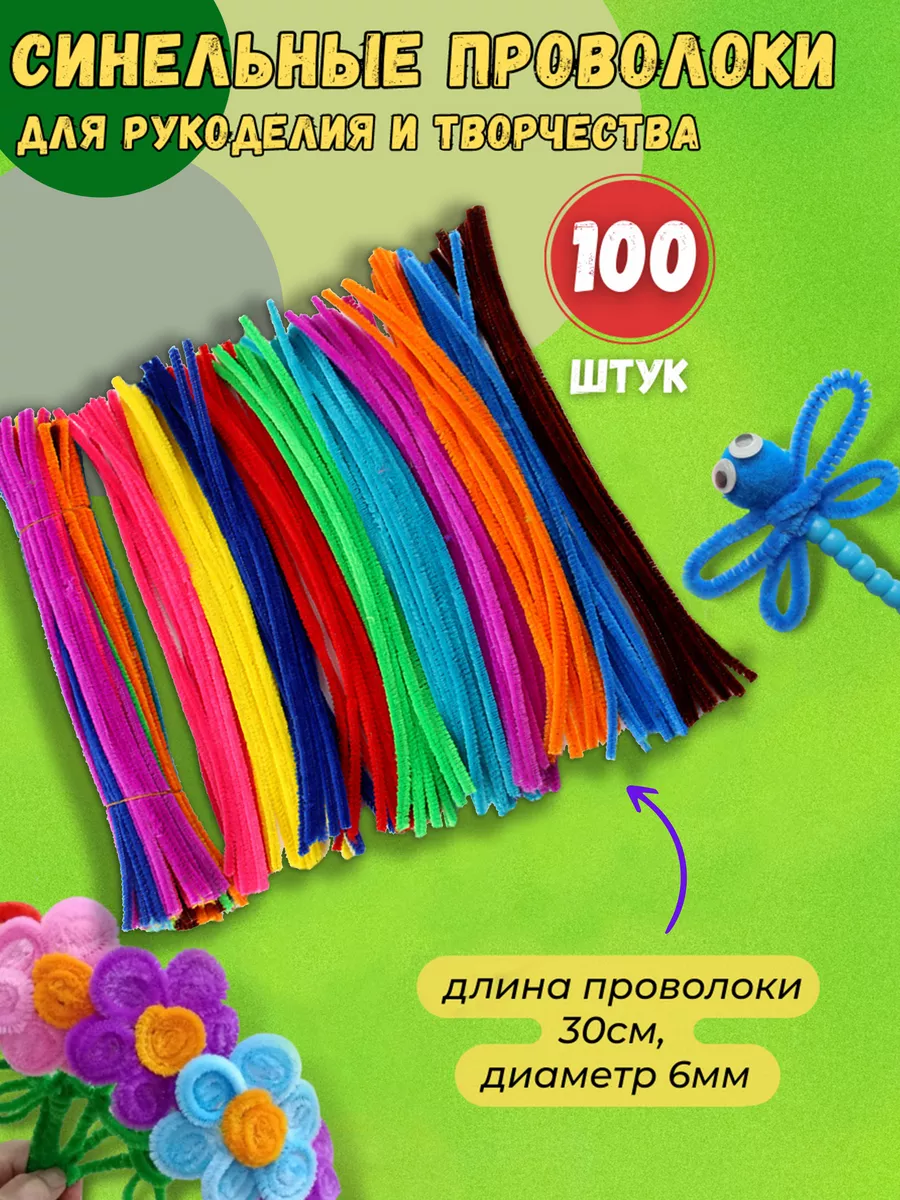 СИНЕЛЬНЫЕ ПРОВОЛОКИ
ДЛЯ РУКОДЕЛИЯ И ТВОРЧЕСТВА
100
ШТУК
длина проволоки
30см,
диаметр 6мм